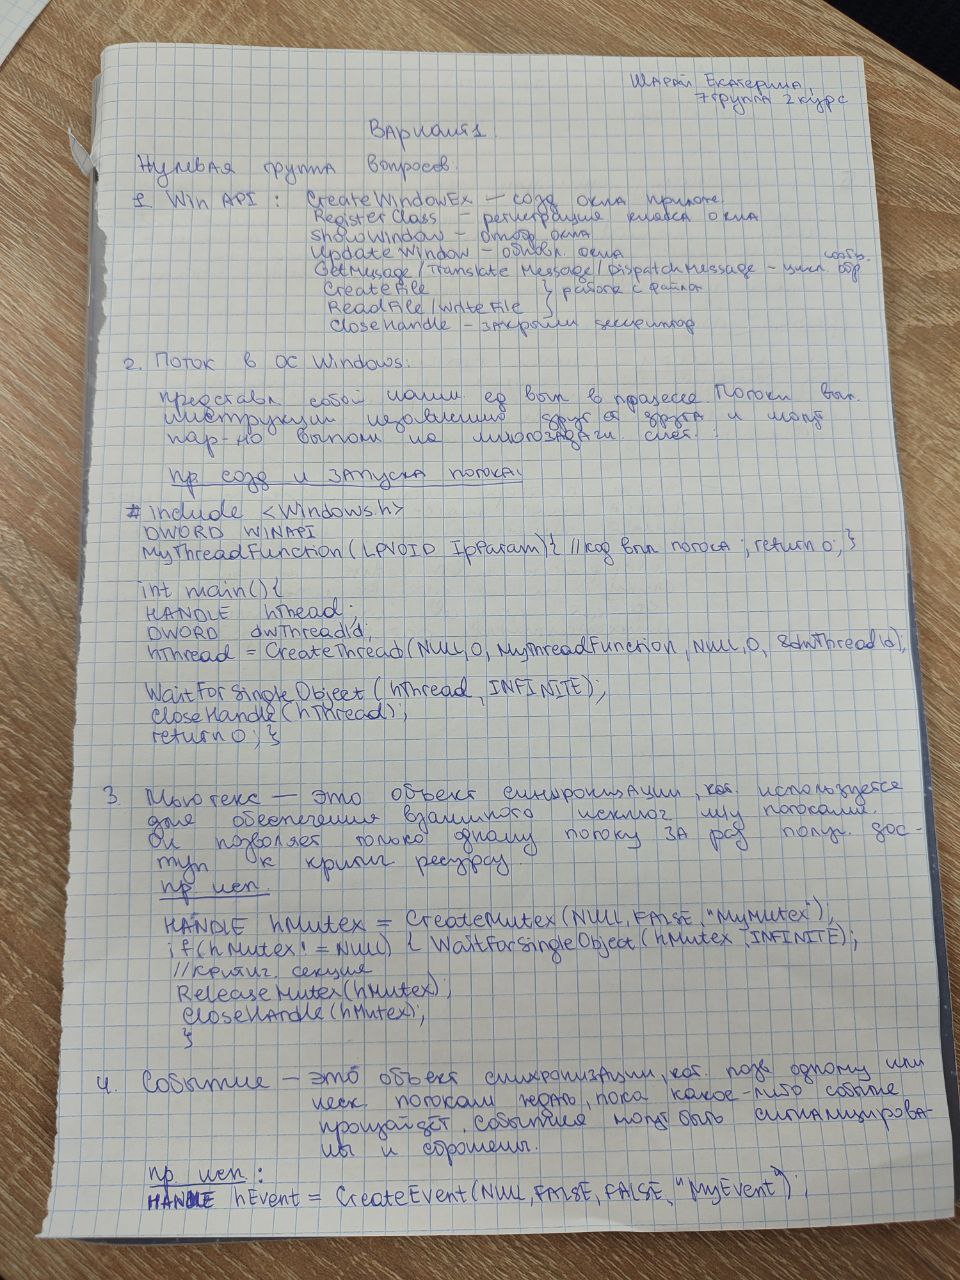 Шарай Екатерина,
7 группа 2 курс
Вариант 1.
Нулевая группа вопросов.
1. Win API: CreateWindowEx – созд окна прилож.
RegisterClass – регистрация класса окна
ShowWindow – отобр окна
UpdateWindow – обновл. окна
GetMessage/TranslateMessage/DispatchMessage – цикл. обр. сообщ.
CreateFile } работа с файлом
ReadFile/WriteFile }
CloseHandle – закрытия дескриптор
2. Поток в ОС Windows:
представл собой наим ед вып в процессе Потоки вып.
инструкции независимо друг от друга и могут
пар-но выполн на многозадачн. сист.:
пр созд и запуска потока:
#include <Windows.h>
DWORD WINAPI
MyThreadFunction (LPVOID lpParam) { //код вып потока ; return 0; }
int main() {
HANDLE hThead;
DWORD dwThreadId;
hThread = CreateThread(NULL, 0, MyThreadFunction, NULL, 0, &dwThreadId);
WaitForSingleObject (hThread, INFINITE);
CloseHandle (hThread);
return 0; }
3. Мьютекс – это объект синхронизации, кот. используется
для обеспечения взаимного исключ м/у потоками.
Он позволяет только одному потоку за раз получ. дос-
туп к критич ресурсу.
пр исп.
HANDLE hMutex = CreateMutex (NULL, FALSE, "MyMutex");
if (hMutex != NULL) { WaitForSingleObject (hMutex, INFINITE);
//Критич. секция
ReleaseMutex(hMutex);
CloseHandle (hMutex);
}
4. Событие – это объект синхронизации, кот. позв одному или
неск потокам ждать, пока какое-либо событие
произойдёт. События могут быть сигнализирова-
ны и сброшены.
пр исп:
HANDLE hEvent = CreateEvent (NULL, FALSE, FALSE, "MyEvent");